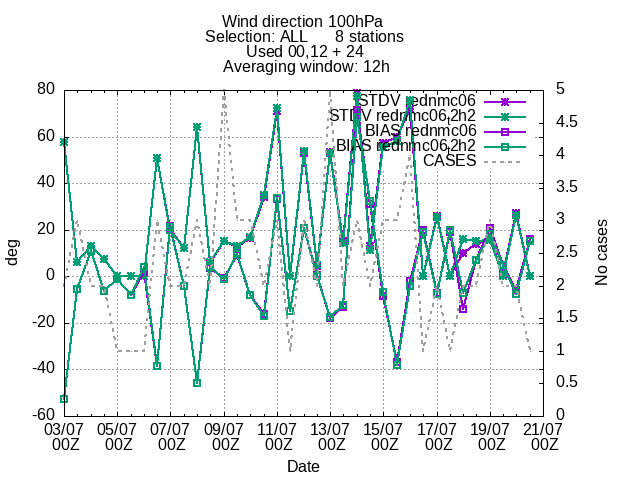 Wind direction 100hPa
Selection: ALL 8 stations
Used 00,12 + 24
Averaging window: 12h
STDV rednmc06
STDV rednmc06,2h2
BIAS rednmc06
BIAS rednmc06,2h2
CASES
80
60
40
20
0
-20
-40
-60
deg
5
4.5
4
3.5
3
2.5
2
1.5
1
0.5
0
No cases
03/07 05/07 07/07 09/07 11/07 13/07 15/07 17/07 19/07 21/07
00Z 00Z 00Z 00Z 00Z 00Z 00Z 00Z 00Z 00Z
Date